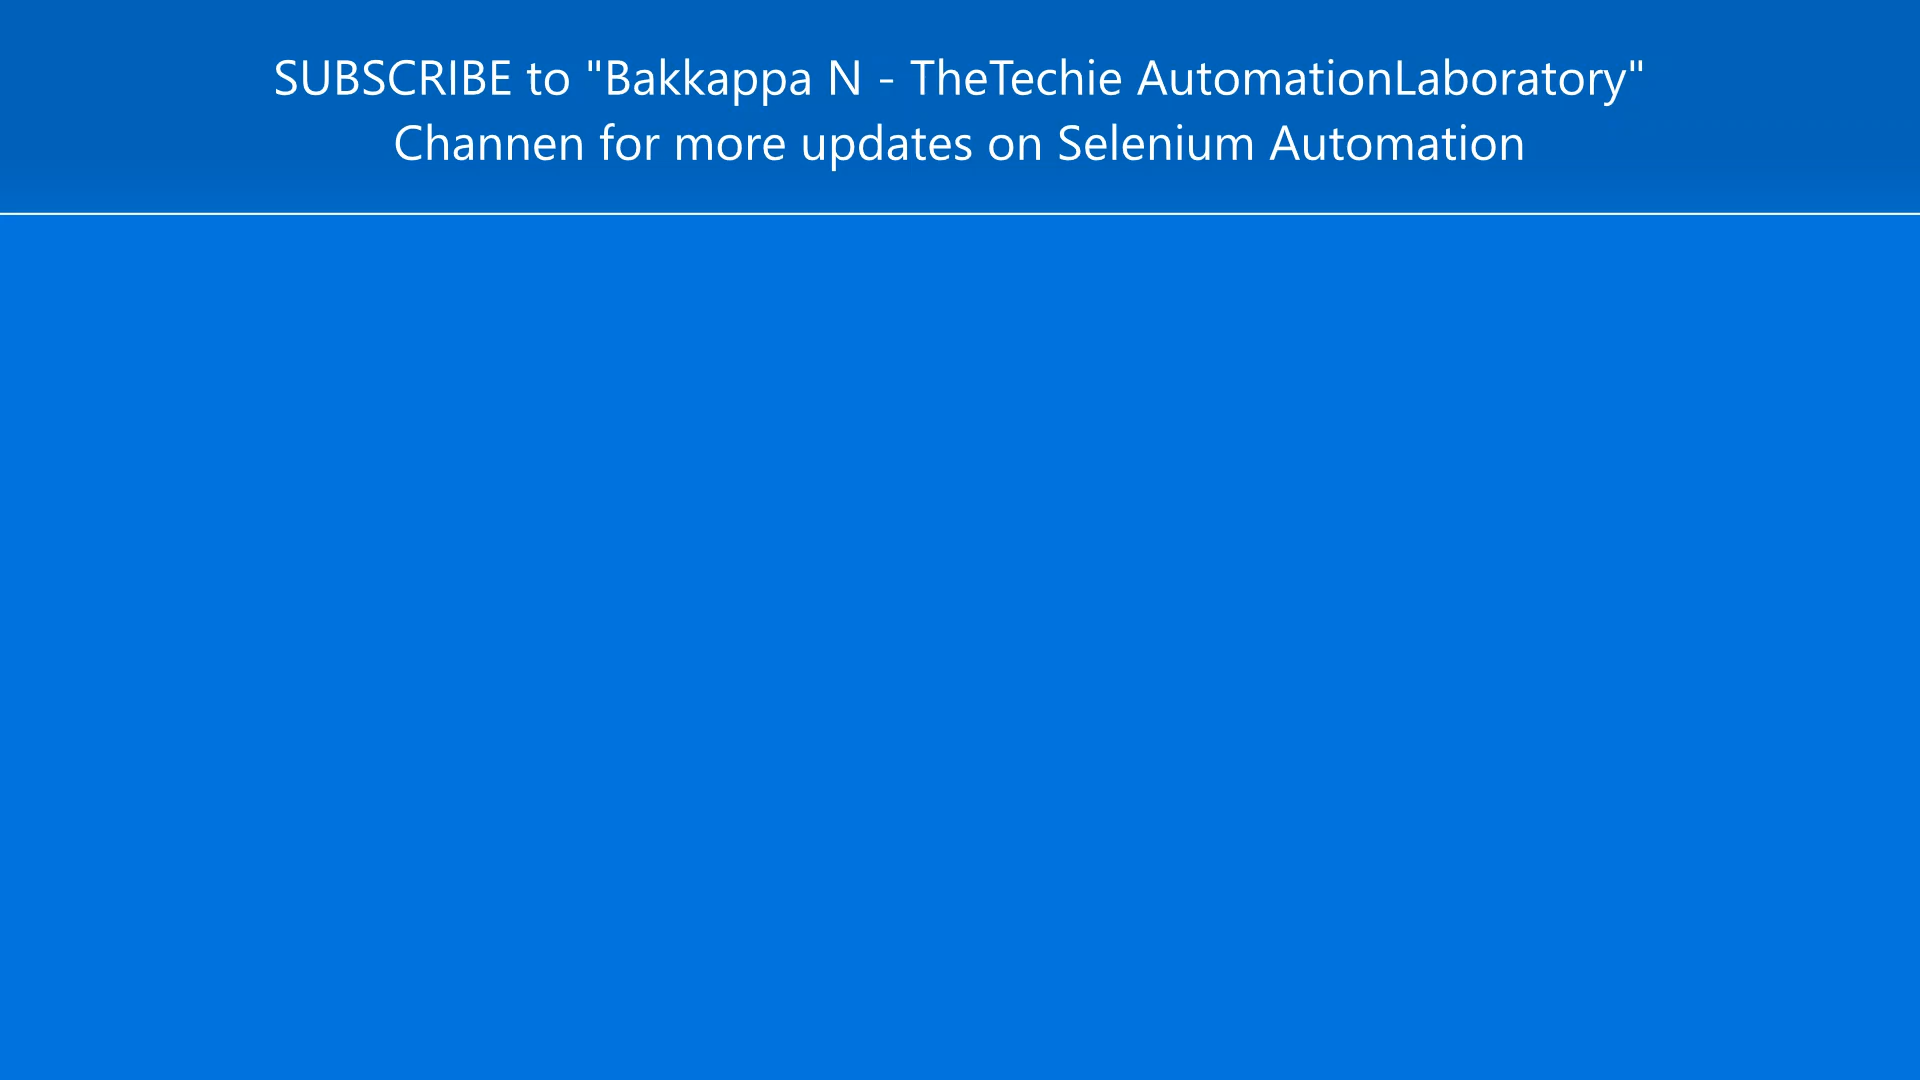 SUBSCRIBE to "Bakkappa N - TheTechie AutomationLaboratory"
Channen for more updates on Selenium Automation